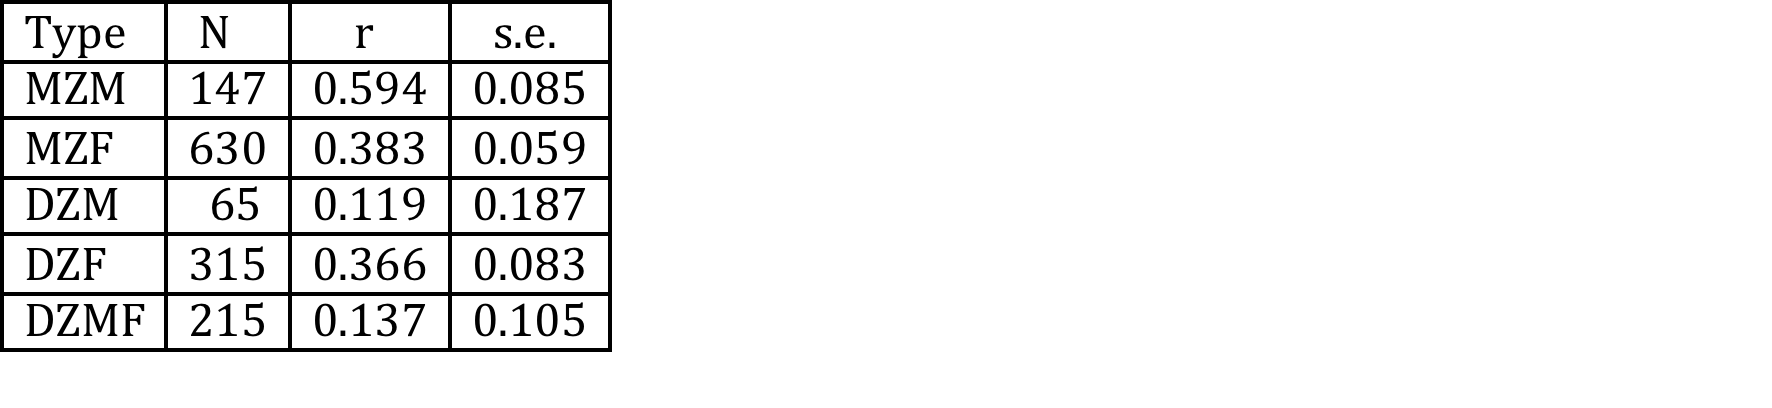 Type N r s.e.
MZM 147 0.594 0.085
MZF 630 0.383 0.059
DZM 65 0.119 0.187
DZF 315 0.366 0.083
DZMF 215 0.137 0.105